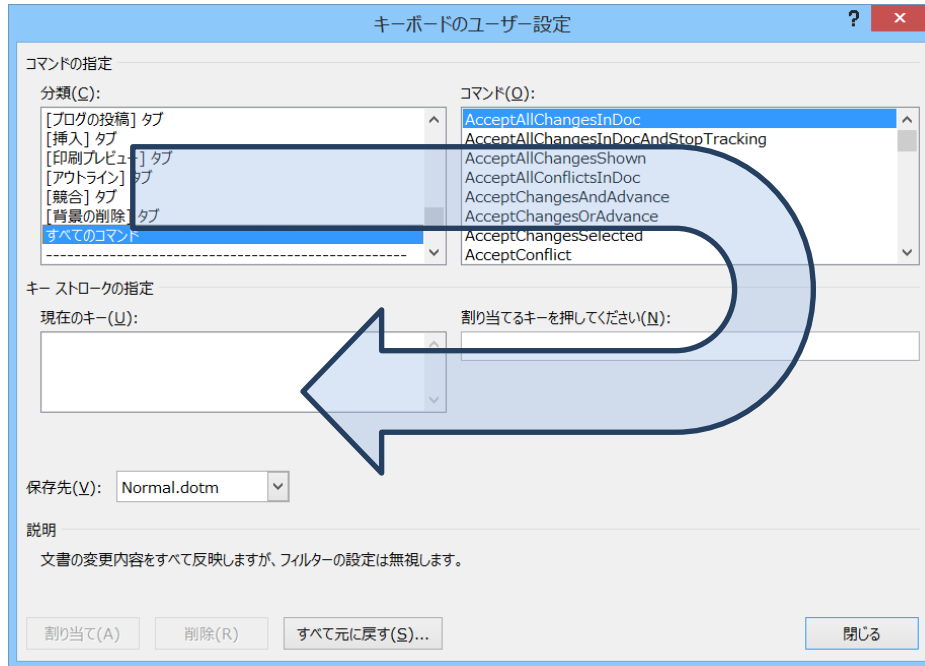 キーボードのユーザー設定
? ×
コマンドの指定
分類(C):
[ブログの投稿] タブ
[挿入] タブ
[印刷プレビュー] タブ
[アウトライン] タブ
[競合] タブ
[背景の削除] タブ
すべてのコマンド
---------------------------------------------------
コマンド(O):
AcceptAllChangesInDoc
AcceptAllChangesInDocAndStopTracking
AcceptAllChangesShown
AcceptAllConflictsInDoc
AcceptChangesAndAdvance
AcceptChangesOrAdvance
AcceptChangesSelected
AcceptConflict
キー ストロークの指定
現在のキー(U):
割り当てるキーを押してください(N):
保存先(V): Normal.dotm
説明
文書の変更内容をすべて反映しますが、フィルターの設定は無視します。
割り当て(A) 削除(R) すべて元に戻す(S)... 閉じる